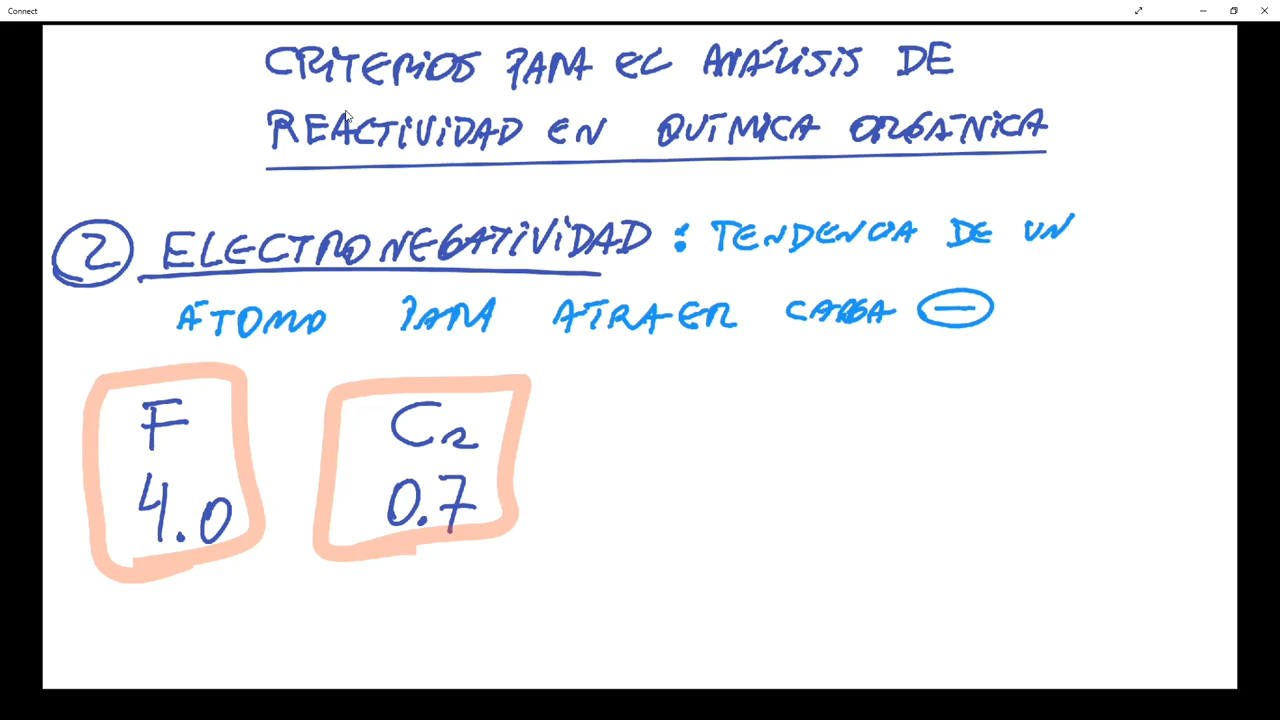 Connect
CRITERIOS PARA EL ANÁLISIS DE
REACTIVIDAD EN QUÍMICA ORGÁNICA
2 ELECTRONEGATIVIDAD : TENDENCIA DE UN
ÁTOMO PARA ATRAER CARGA −
F Cr
4.0 0.7